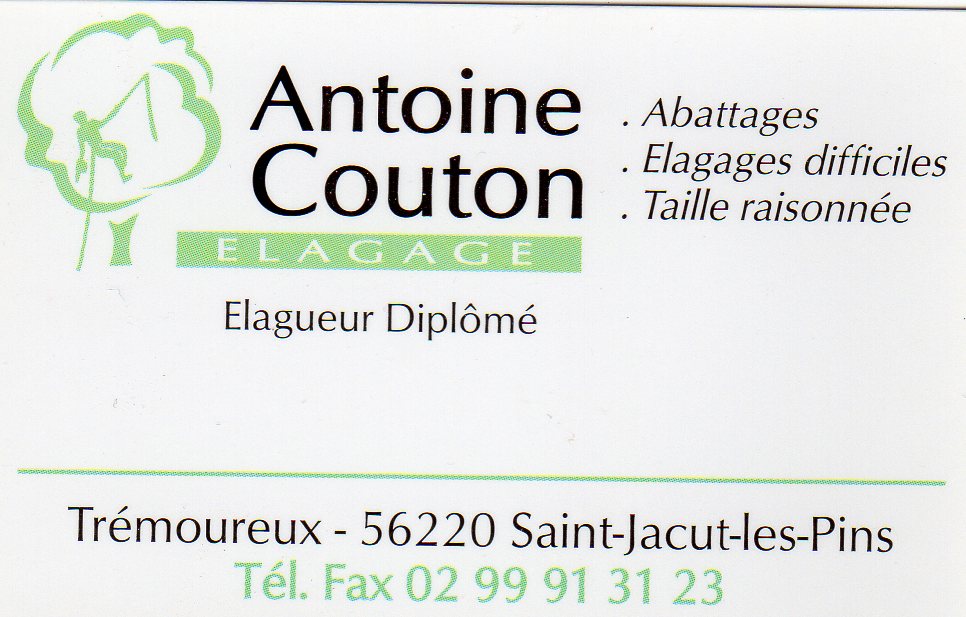 Antoine
Couton
ELAGAGE
Elagueur Diplômé
. Abattages
. Elagages difficiles
. Taille raisonnée
Trémoureux - 56220 Saint-Jacut-les-Pins
Tél. Fax 02 99 91 31 23